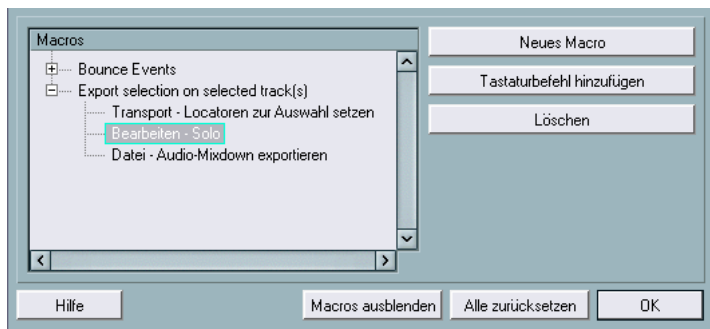 Macros
Bounce Events
Export selection on selected track(s)
Transport - Locatoren zur Auswahl setzen
Bearbeiten - Solo
Datei - Audio-Mixdown exportieren
Neues Macro
Tastaturbefehl hinzufügen
Löschen
Hilfe
Macros ausblenden
Alle zurücksetzen
OK